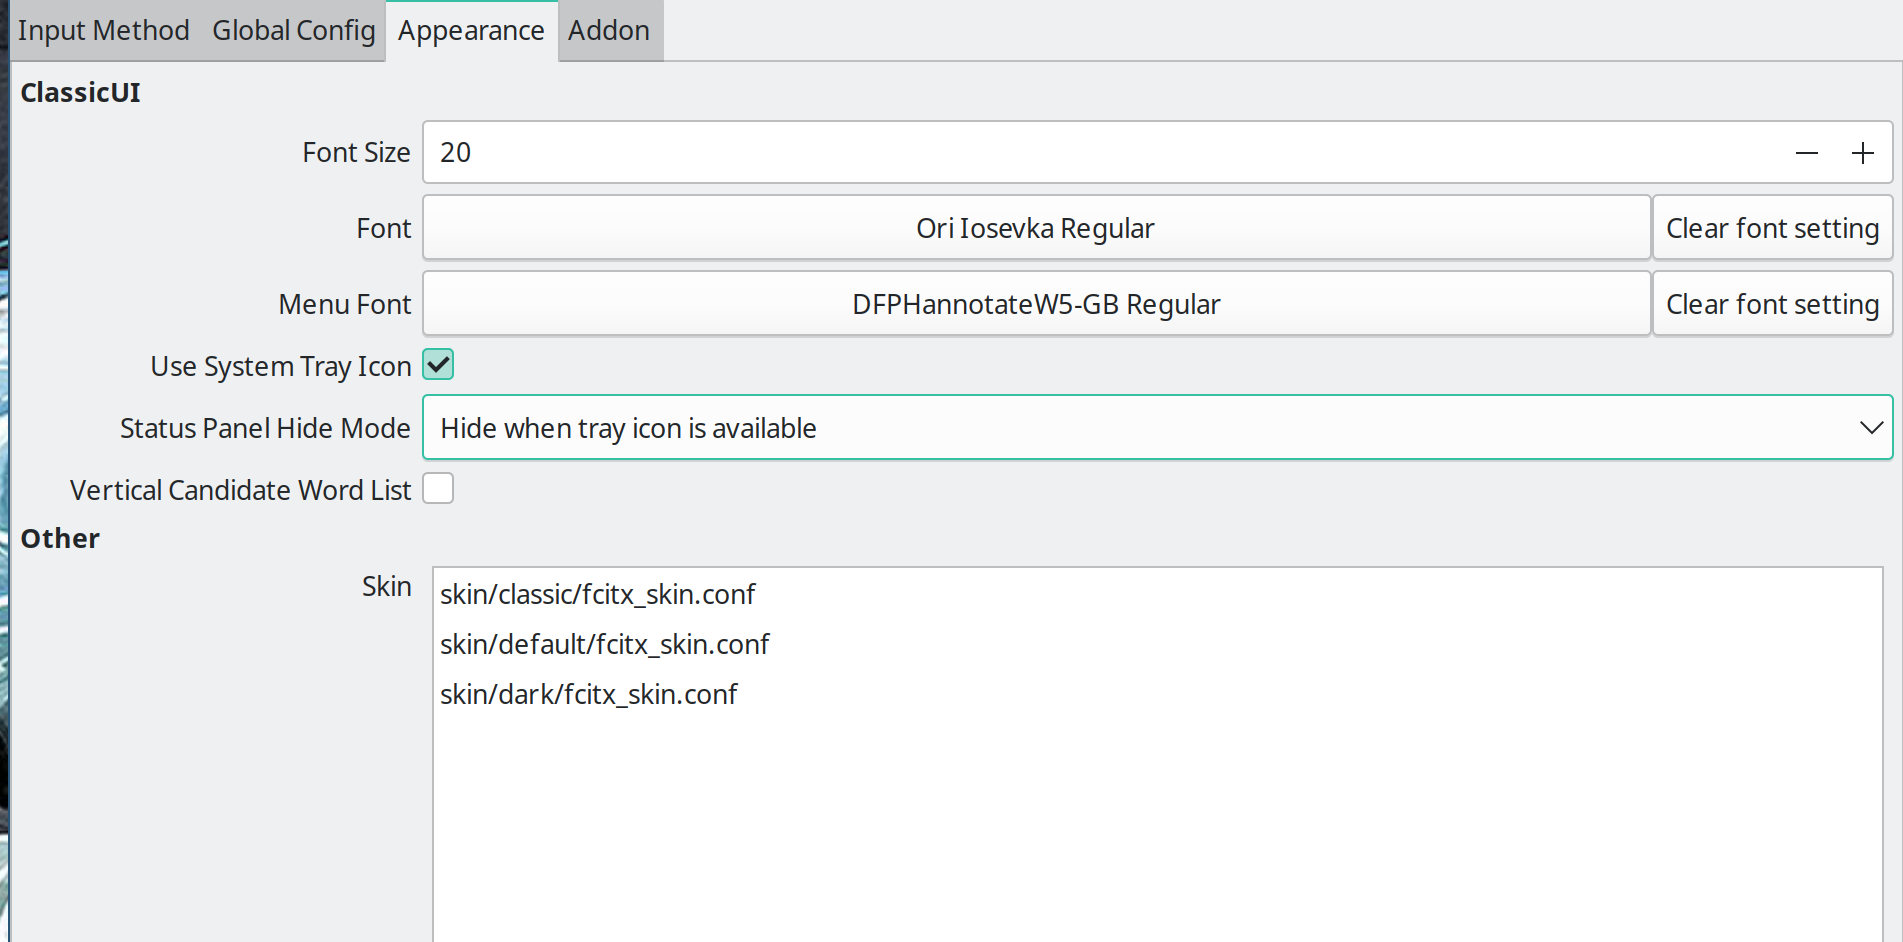 Input Method Global Config Appearance Addon
ClassicUI
Font Size 20
Font Ori Iosevka Regular Clear font setting
Menu Font DFPHannotateW5-GB Regular Clear font setting
Use System Tray Icon
Status Panel Hide Mode Hide when tray icon is available
Vertical Candidate Word List
Other
Skin skin/classic/fcitx_skin.conf
skin/default/fcitx_skin.conf
skin/dark/fcitx_skin.conf